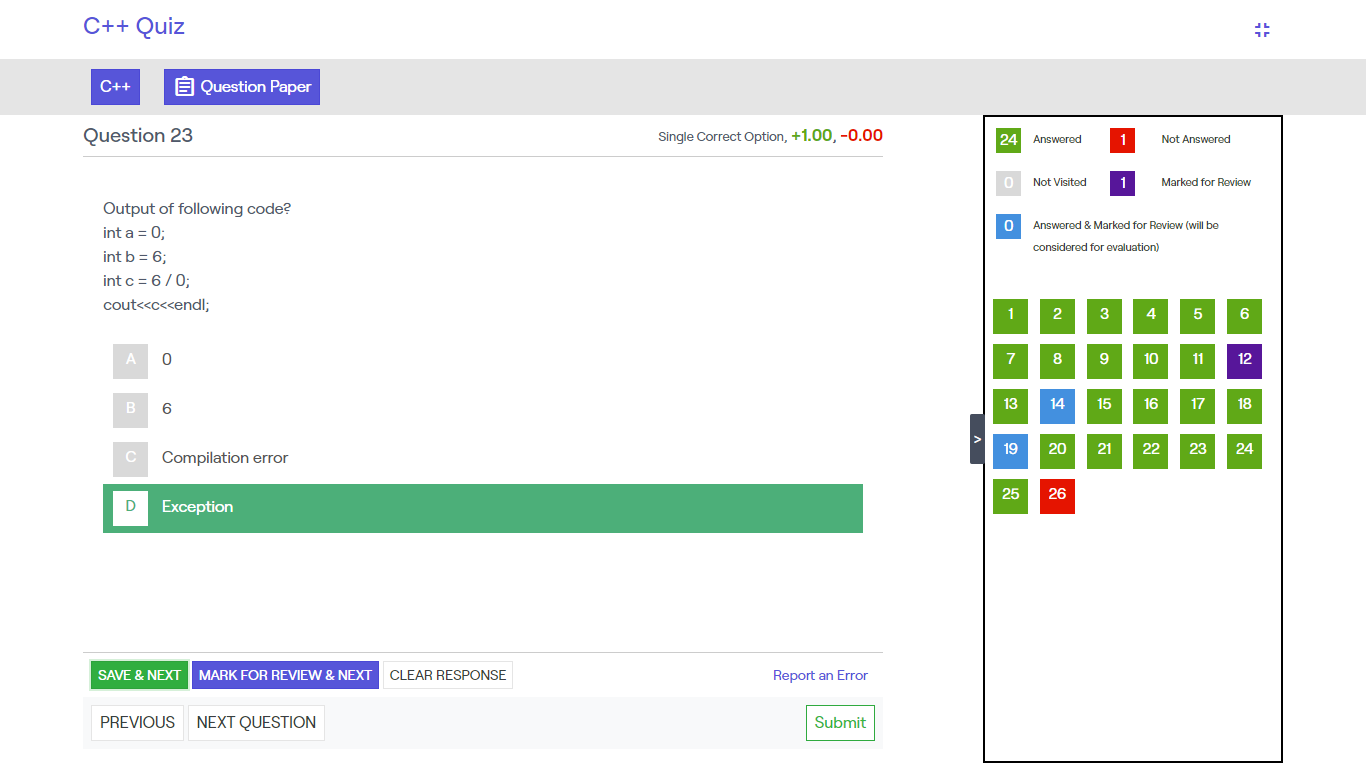 C++ Quiz
C++
Question Paper
Question 23
Single Correct Option, +1.00, -0.00
Output of following code?
int a = 0;
int b = 6;
int c = 6 / 0;
cout<<c<<endl;
A 0
B 6
C Compilation error
D Exception
SAVE & NEXT
MARK FOR REVIEW & NEXT
CLEAR RESPONSE
Report an Error
PREVIOUS
NEXT QUESTION
Submit
>
24 Answered
1 Not Answered
0 Not Visited
1 Marked for Review
0 Answered & Marked for Review (will be
considered for evaluation)
1 2 3 4 5 6
7 8 9 10 11 12
13 14 15 16 17 18
19 20 21 22 23 24
25 26